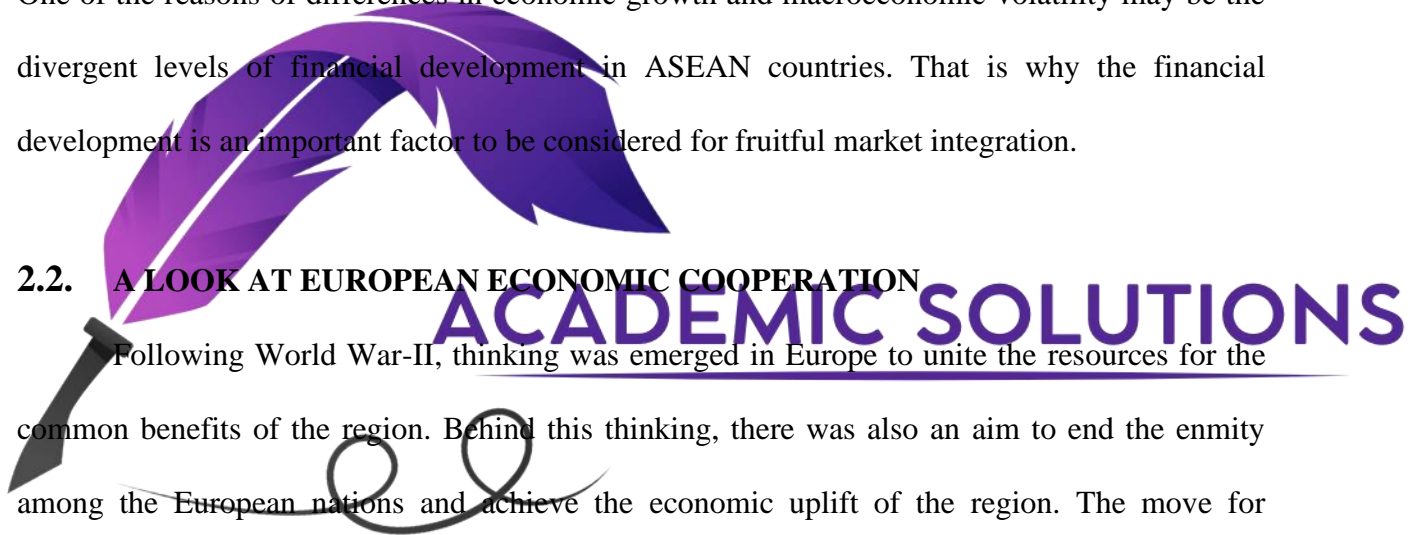 One of the reasons of differences in economic growth and macroeconomic volatility may be the
divergent levels of financial development in ASEAN countries. That is why the financial
development is an important factor to be considered for fruitful market integration.
2.2. A LOOK AT EUROPEAN ECONOMIC COOPERATION
ACADEMIC SOLUTIONS
Following World War-II, thinking was emerged in Europe to unite the resources for the
common benefits of the region. Behind this thinking, there was also an aim to end the enmity
among the European nations and achieve the economic uplift of the region. The move for